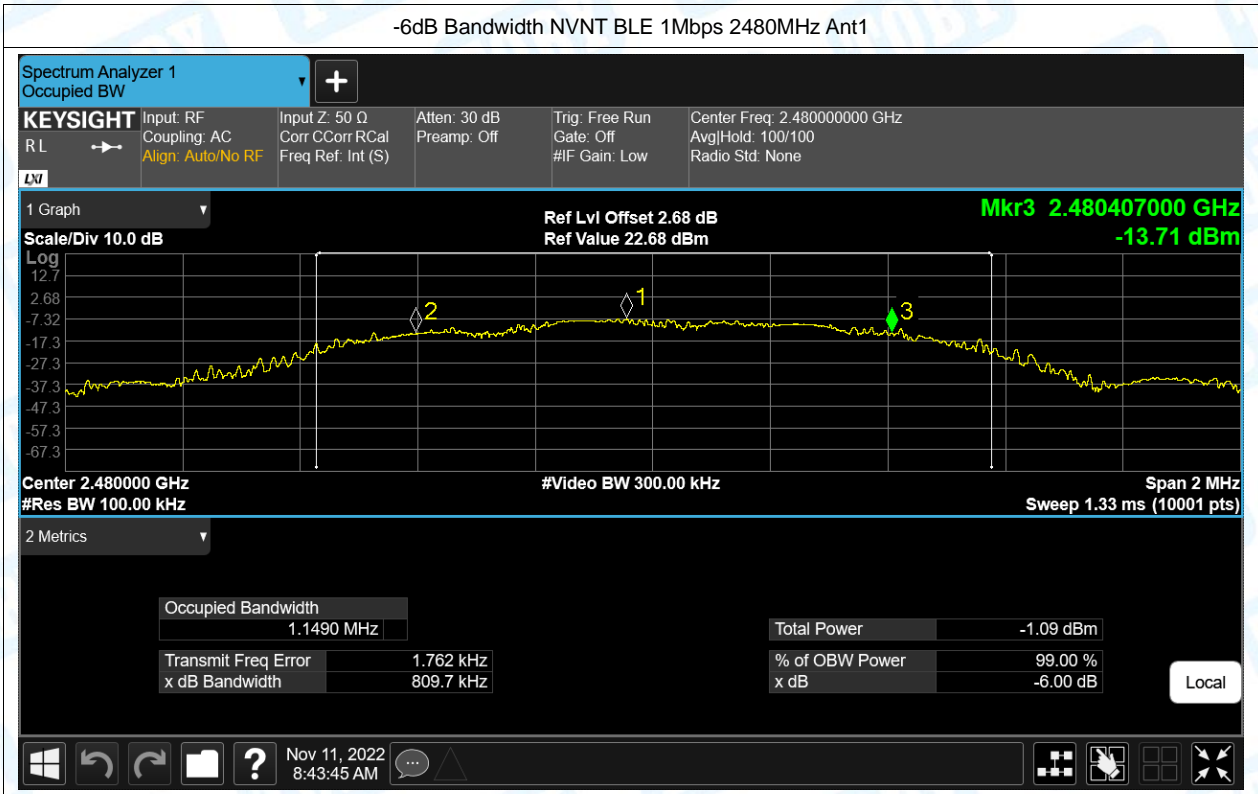 -6dB Bandwidth NVNT BLE 1Mbps 2480MHz Ant1
Spectrum Analyzer 1
Occupied BW
KEYSIGHT
RL
LXI
Input: RF
Coupling: AC
Align: Auto/No RF
Input Z: 50 Ω
Corr CCorr RCal
Freq Ref: Int (S)
Atten: 30 dB
Preamp: Off
Trig: Free Run
Gate: Off
#IF Gain: Low
Center Freq: 2.480000000 GHz
Avg|Hold: 100/100
Radio Std: None
1 Graph
Scale/Div 10.0 dB
Ref Lvl Offset 2.68 dB
Ref Value 22.68 dBm
Mkr3 2.480407000 GHz
-13.71 dBm
Log
12.7
2.68
-7.32
-17.3
-27.3
-37.3
-47.3
-57.3
-67.3
2
1
3
Center 2.480000 GHz
#Res BW 100.00 kHz
#Video BW 300.00 kHz
Span 2 MHz
Sweep 1.33 ms (10001 pts)
2 Metrics
Occupied Bandwidth
1.1490 MHz
Transmit Freq Error 1.762 kHz
x dB Bandwidth 809.7 kHz
Total Power -1.09 dBm
% of OBW Power 99.00 %
x dB -6.00 dB
Local
?
Nov 11, 2022
8:43:45 AM